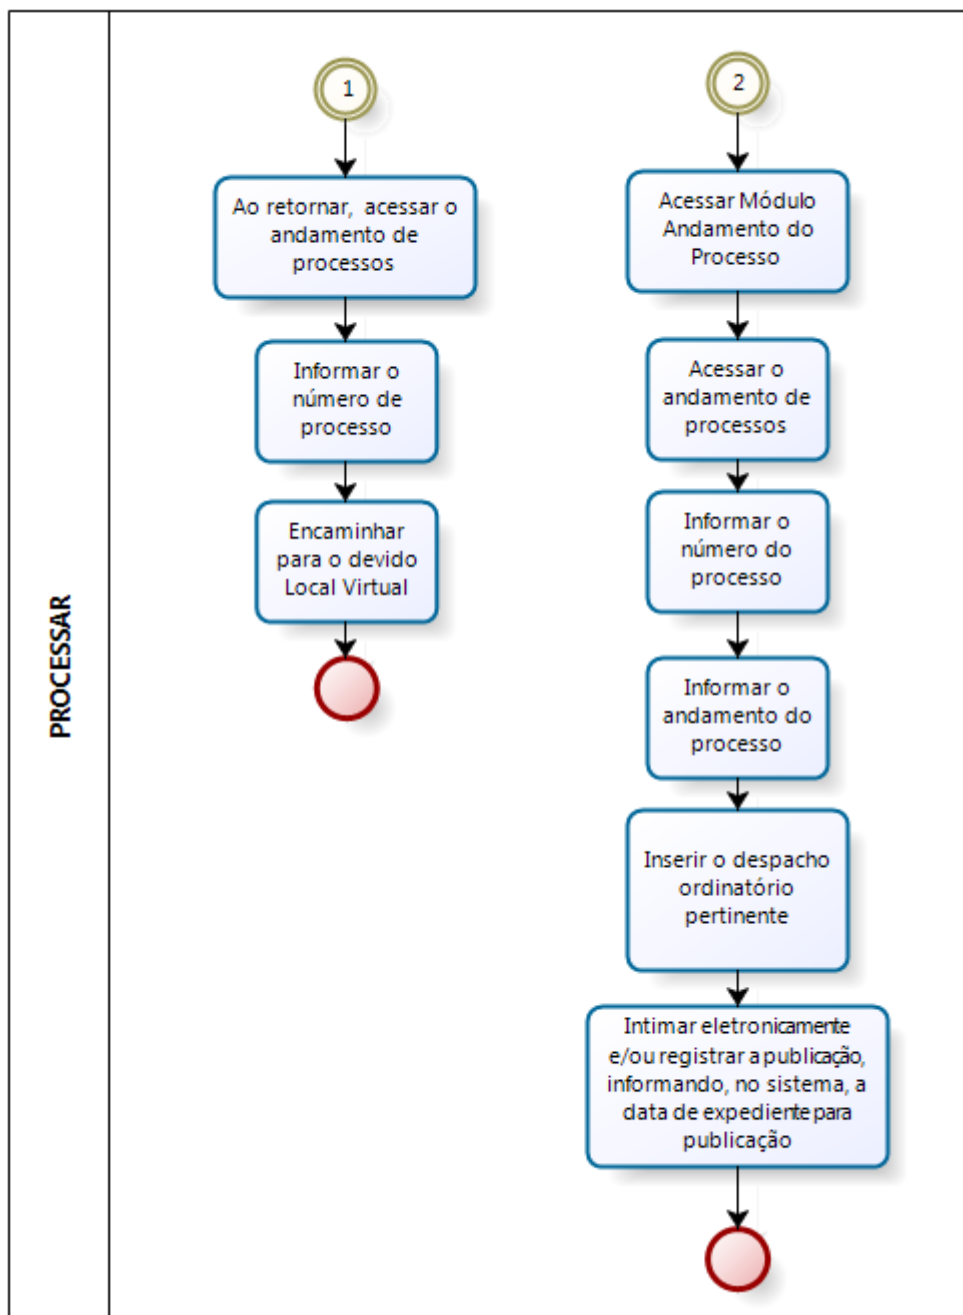 PROCESSAR
1
Ao retornar, acessar o
andamento de
processos
Informar o
número de
processo
Encaminhar
para o devido
Local Virtual
2
Acessar Módulo
Andamento do
Processo
Acessar o
andamento de
processos
Informar o
número do
processo
Informar o
andamento do
processo
Inserir o despacho
ordinatório
pertinente
Intimar eletronicamente
e/ou registrar a publicação,
informando, no sistema, a
data de expediente para
publicação